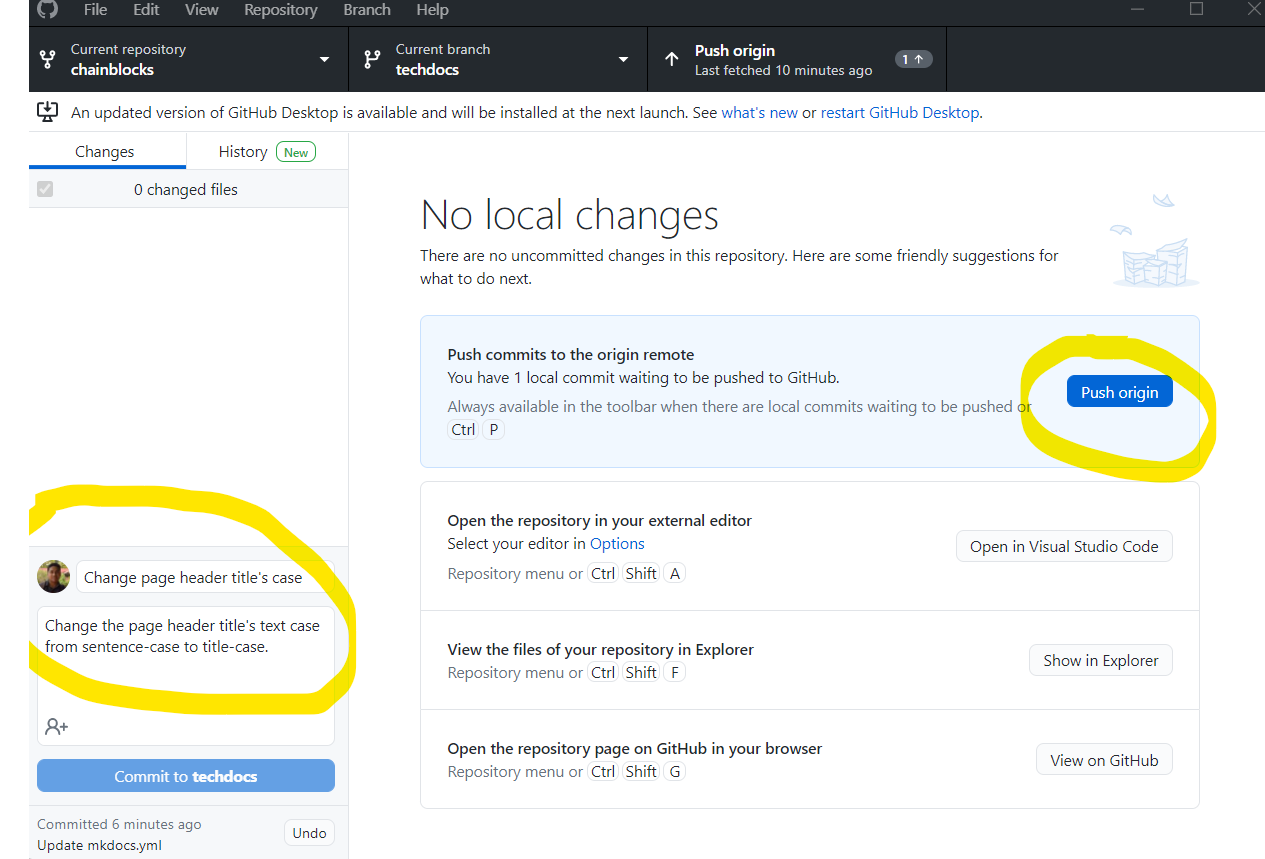 File Edit View Repository Branch Help
Current repository
chainblocks
Current branch
techdocs
Push origin
Last fetched 10 minutes ago
1
An updated version of GitHub Desktop is available and will be installed at the next launch. See what's new or restart GitHub Desktop.
Changes
History New
0 changed files
No local changes
There are no uncommitted changes in this repository. Here are some friendly suggestions for
what to do next.
Push commits to the origin remote
You have 1 local commit waiting to be pushed to GitHub.
Always available in the toolbar when there are local commits waiting to be pushed or
Ctrl P
Push origin
Open the repository in your external editor
Select your editor in Options
Repository menu or Ctrl Shift A
Open in Visual Studio Code
View the files of your repository in Explorer
Repository menu or Ctrl Shift F
Show in Explorer
Open the repository page on GitHub in your browser
Repository menu or Ctrl Shift G
View on GitHub
Change page header title's case
Change the page header title's text case
from sentence-case to title-case.
Commit to techdocs
Committed 6 minutes ago
Update mkdocs.yml
Undo